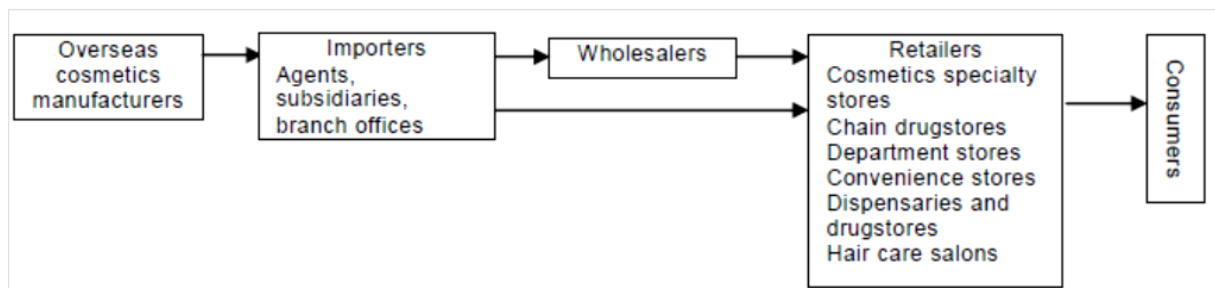 Overseas
cosmetics
manufacturers
Importers
Agents,
subsidiaries,
branch offices
Wholesalers
Retailers
Cosmetics specialty
stores
Chain drugstores
Department stores
Convenience stores
Dispensaries and
drugstores
Hair care salons
Consumers